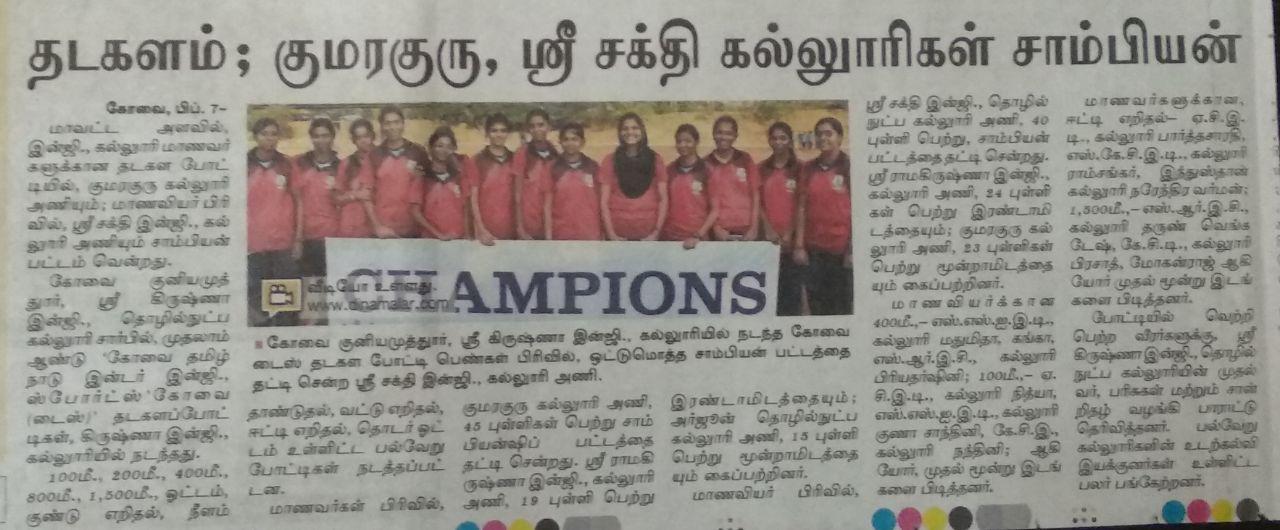 தடகளம்; குமரகுரு, ஸ்ரீ சக்தி கல்லூரிகள் சாம்பியன்
கோவை, பிப். 7–
மாவட்ட அளவில்,
இன்ஜி., கல்லூரி மாணவர்
களுக்கான தடகள போட்
டியில், குமரகுரு கல்லூரி
அணியும்; மாணவியர் பிரி
வில், ஸ்ரீ சக்தி இன்ஜி., கல்
லூரி அணியும் சாம்பியன்
பட்டம் வென்றது.
கோவை குனியமுத்
தூர், ஸ்ரீ கிருஷ்ணா
இன்ஜி., தொழில்நுட்ப
கல்லூரி சார்பில், முதலாம்
ஆண்டு 'கோவை தமிழ்
நாடு இன்டர் இன்ஜி.,
ஸ்போர்ட்ஸ்' கோவை
(டைஸ்)' தடகளப்போட்
டிகள், கிருஷ்ணா இன்ஜி.,
கல்லூரியில் நடந்தது.
100மீ., 200மீ., 400மீ.,
800மீ., 1,500மீ., ஓட்டம்,
குண்டு எறிதல், நீளம்
CHAMPIONS
வீடியோ உள்ளது.
www.dinamalar.com
கோவை குனியமுத்தூர், ஸ்ரீ கிருஷ்ணா இன்ஜி., கல்லூரியில் நடந்த கோவை
டைஸ் தடகள போட்டி பெண்கள் பிரிவில், ஒட்டுமொத்த சாம்பியன் பட்டத்தை
தட்டி சென்ற ஸ்ரீ சக்தி இன்ஜி., கல்லூரி அணி.
தாண்டுதல், வட்டு எறிதல்,
ஈட்டி எறிதல், தொடர் ஓட்
டம் உள்ளிட்ட பல்வேறு
போட்டிகள் நடத்தப்பட்
டன.
மாணவர்கள் பிரிவில்,
குமரகுரு கல்லூரி அணி,
45 புள்ளிகள் பெற்று சாம்
பியன்ஷிப் பட்டத்தை
தட்டி சென்றது. ஸ்ரீ ராமகி
ருஷ்ணா இன்ஜி., கல்லூரி
அணி, 19 புள்ளி பெற்று
இரண்டாமிடத்தையும்;
அர்ஜூன் தொழில்நுட்ப
கல்லூரி அணி, 15 புள்ளி
பெற்று மூன்றாமிடத்தை
யும் கைப்பற்றினர்.
மாணவியர் பிரிவில்,
ஸ்ரீ சக்தி இன்ஜி., தொழில்
நுட்ப கல்லூரி அணி, 40
புள்ளி பெற்று, சாம்பியன்
பட்டத்தை தட்டி சென்றது.
ஸ்ரீ ராமகிருஷ்ணா இன்ஜி.,
கல்லூரி அணி, 24 புள்ளி
கள் பெற்று இரண்டாமி
டத்தையும்; குமரகுரு கல்
லூரி அணி, 23 புள்ளிகள்
பெற்று மூன்றாமிடத்தை
யும் கைப்பற்றினர்.
மாணவியர்க்கான
400மீ.,– எஸ்.எஸ்.ஐ.இ.டி.,
கல்லூரி மதுமிதா, கங்கா,
எஸ்.ஆர்.இ.சி., கல்லூரி
பிரியதர்ஷினி; 100மீ.,– ஏ.
சி.இ.டி., கல்லூரி நித்யா,
எஸ்.எஸ்.ஐ.இ.டி., கல்லூரி
குணா சாந்தினி, கே.சி.இ.,
கல்லூரி நந்தினி; ஆகி
யோர், முதல் மூன்று இடங்
களை பிடித்தனர்.
மாணவர்களுக்கான,
ஈட்டி எறிதல்– ஏ.சி.இ.
டி., கல்லூரி பார்த்தசாரதி,
எஸ்.கே.சி.இ.டி., கல்லூரி
ராம்சங்கர், இந்துஸ்தான்
கல்லூரி நரேந்திர வர்மன்;
1,500மீ.,– எஸ்.ஆர்.இ.சி.,
கல்லூரி தருண் வெங்க
டேஷ், கே.சி.டி., கல்லூரி
பிரசாத், மோகன்ராஜ் ஆகி
யோர் முதல் மூன்று இடங்
களை பிடித்தனர்.
போட்டியில் வெற்றி
பெற்ற வீரர்களுக்கு, ஸ்ரீ
கிருஷ்ணா இன்ஜி., தொழில்
நுட்ப கல்லூரியின் முதல்
வர், பரிசுகள் மற்றும் சான்
றிதழ் வழங்கி பாராட்டு
தெரிவித்தனர். பல்வேறு
கல்லூரிகளின் உடற்கல்வி
இயக்குனர்கள் உள்ளிட்ட
பலர் பங்கேற்றனர்.